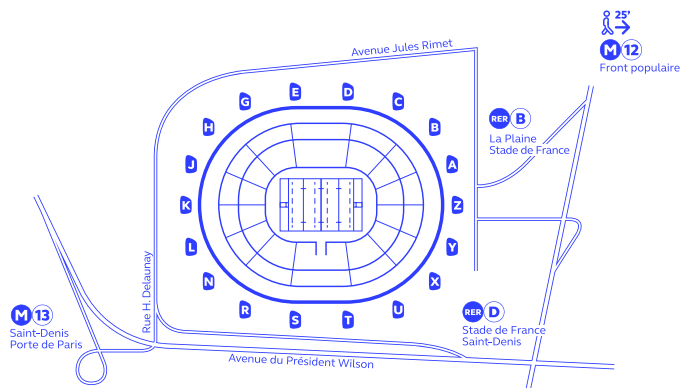 25'
M 12
Front populaire
Avenue Jules Rimet
E
D
G
C
H
B
RER B
La Plaine
Stade de France
J
A
K
Z
L
Y
N
X
R
U
S
T
Rue H. Delaunay
M 13
Saint-Denis
Porte de Paris
RER D
Stade de France
Saint-Denis
Avenue du Président Wilson